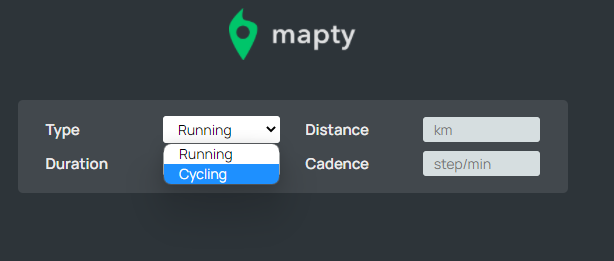 mapty
Type Running Distance km
Running
Duration Cycling Cadence step/min